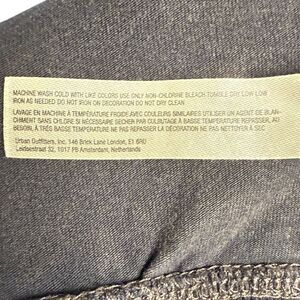 MACHINE WASH COLD WITH LIKE COLORS USE ONLY NON-CHLORINE BLEACH TUMBLE DRY LOW LOW
IRON AS NEEDED DO NOT IRON ON DECORATION DO NOT DRY CLEAN
LAVAGE EN MACHINE À TEMPÉRATURE FROIDE AVEC COULEURS SIMILAIRES UTILISER UN AGENT DE BLAN-
CHIMENT SANS CHLORE SI NÉCESSAIRE SÉCHER PAR CULBUTAGE À BASSE TEMPÉRATURE REPASSER, AU
BESOIN, À TRÈS BASSE TEMPÉRATURE NE PAS REPASSER LA DÉCORATION NE PAS NETTOYER À SEC
Urban Outfitters, Inc. 146 Brick Lane London, E1 6RU
Leidsestraat 32, 1017 PB Amsterdam, Netherlands